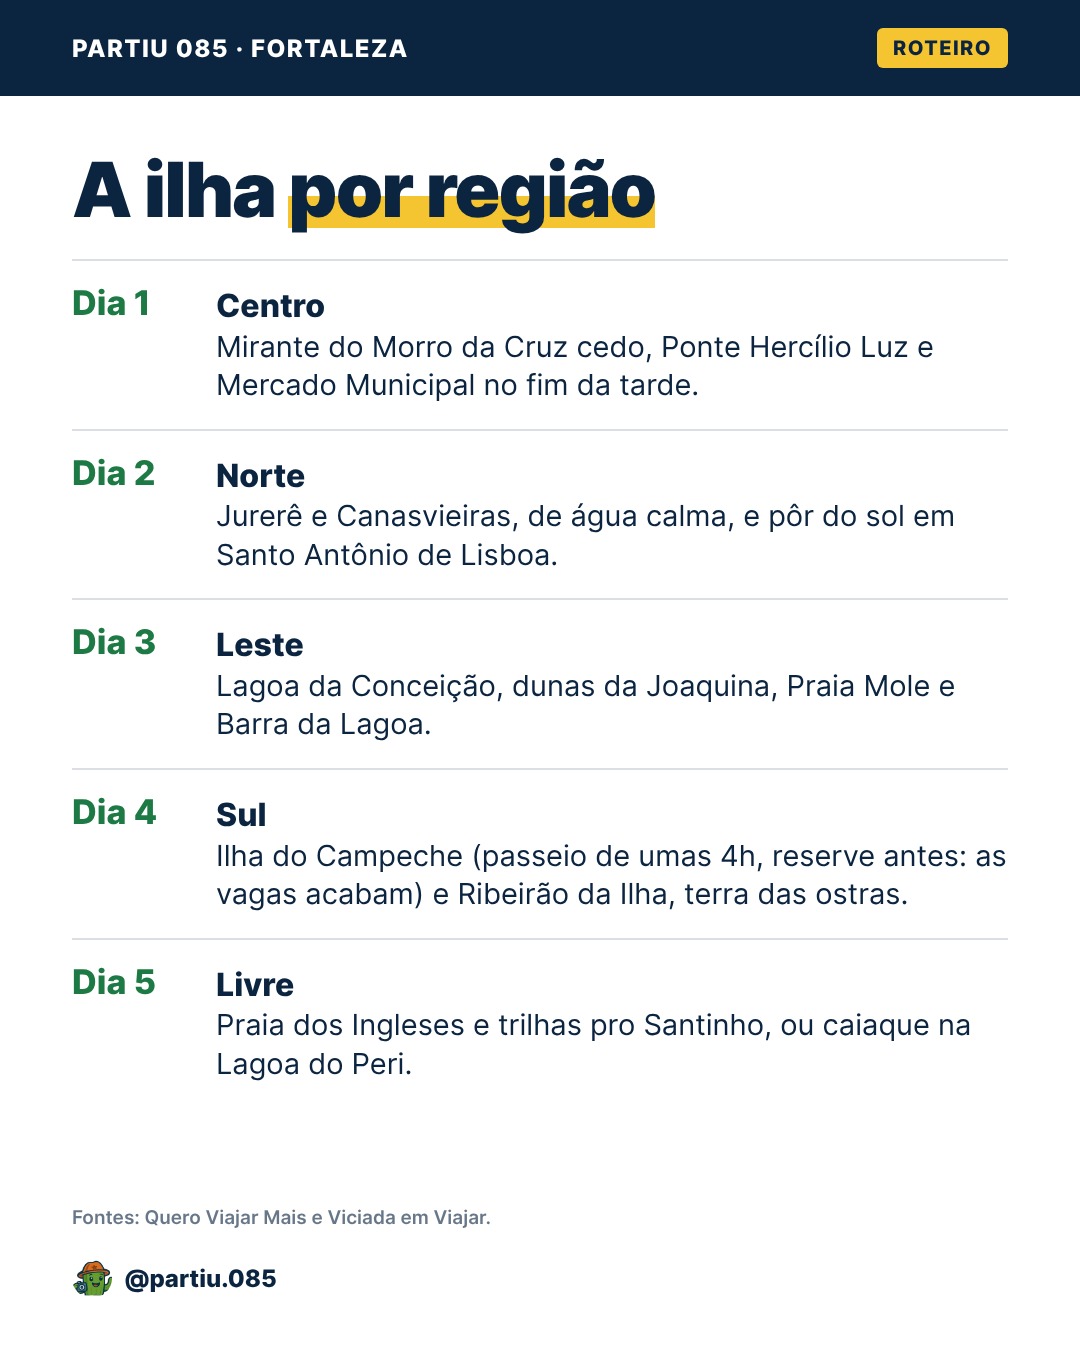 PARTIU 085 · FORTALEZA
ROTEIRO
A ilha por região
Dia 1
Centro
Mirante do Morro da Cruz cedo, Ponte Hercílio Luz e
Mercado Municipal no fim da tarde.
Dia 2
Norte
Jurerê e Canasvieiras, de água calma, e pôr do sol em
Santo Antônio de Lisboa.
Dia 3
Leste
Lagoa da Conceição, dunas da Joaquina, Praia Mole e
Barra da Lagoa.
Dia 4
Sul
Ilha do Campeche (passeio de umas 4h, reserve antes: as
vagas acabam) e Ribeirão da Ilha, terra das ostras.
Dia 5
Livre
Praia dos Ingleses e trilhas pro Santinho, ou caiaque na
Lagoa do Peri.
Fontes: Quero Viajar Mais e Viciada em Viajar.
@partiu.085